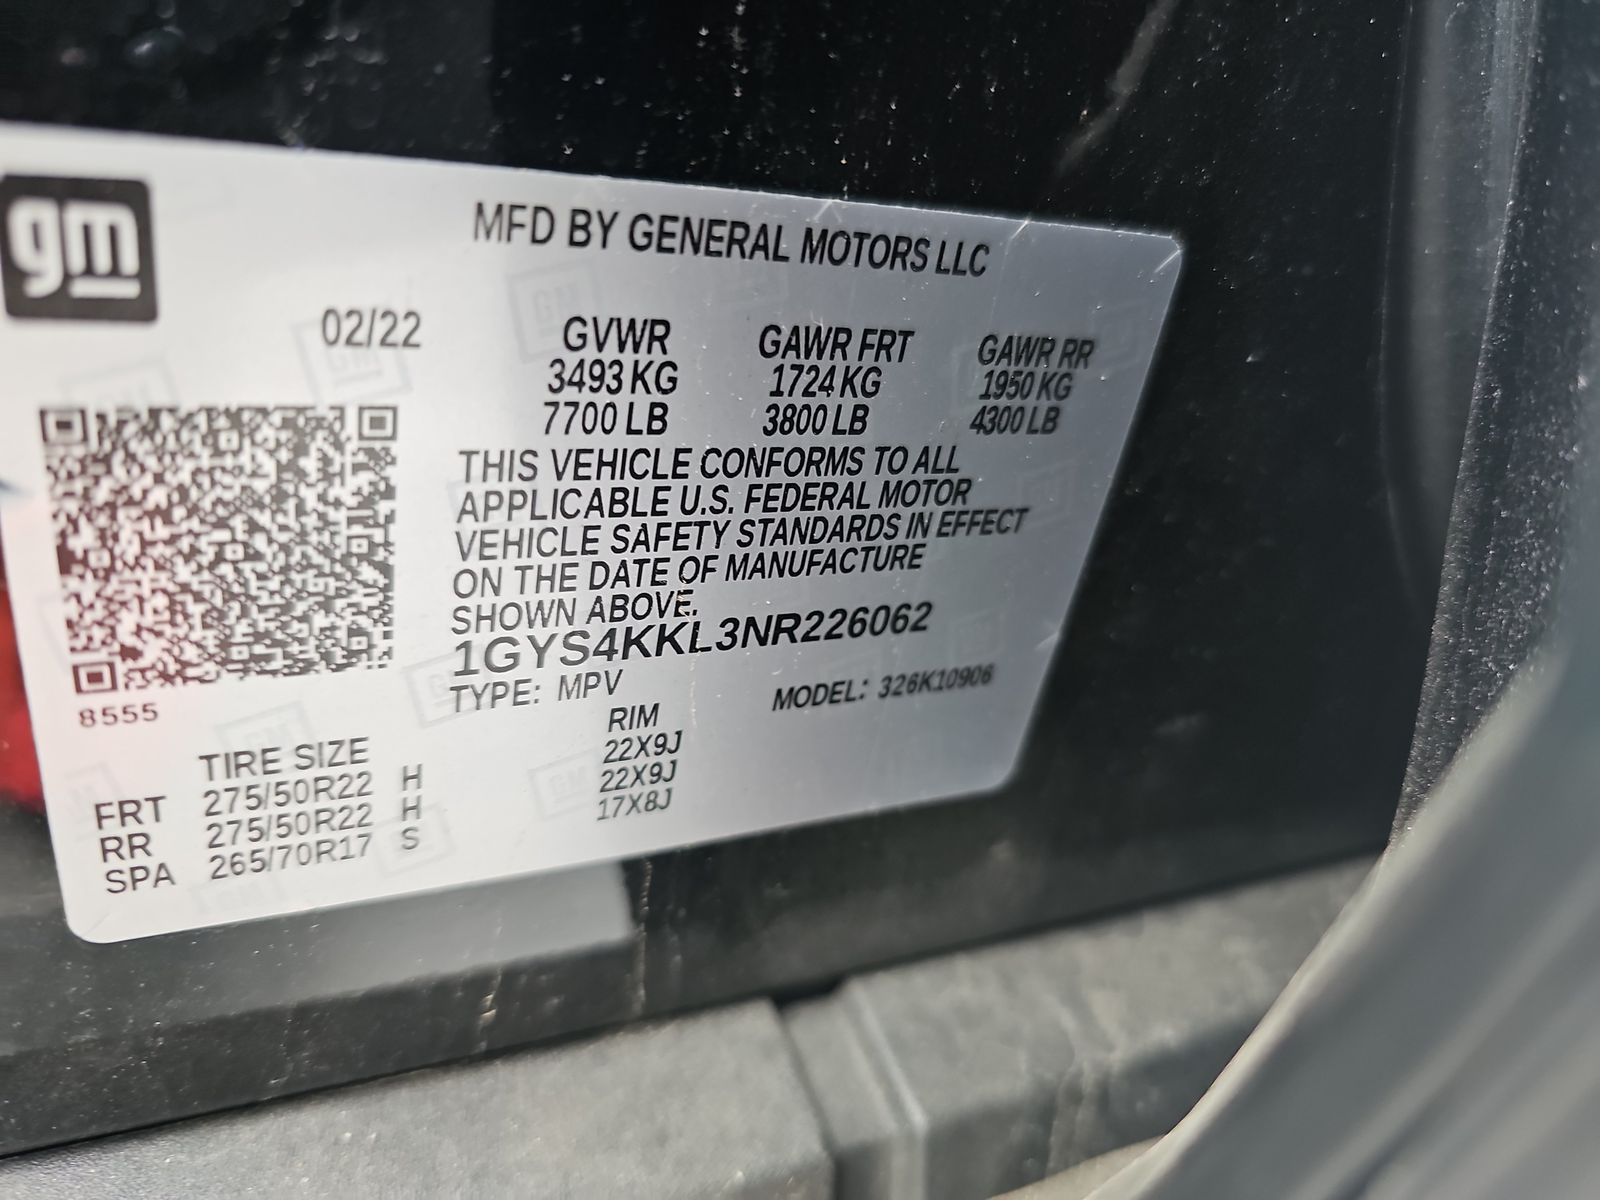 gm
MFD BY GENERAL MOTORS LLC
02/22 GVWR GAWR FRT GAWR RR
3493 KG 1724 KG 1950 KG
7700 LB 3800 LB 4300 LB
THIS VEHICLE CONFORMS TO ALL
APPLICABLE U.S. FEDERAL MOTOR
VEHICLE SAFETY STANDARDS IN EFFECT
ON THE DATE OF MANUFACTURE
SHOWN ABOVE.
1GYS4KKL3NR226062
TYPE: MPV MODEL: 326K10906
8555
TIRE SIZE RIM
FRT 275/50R22 H 22X9J
RR 275/50R22 H 22X9J
SPA 265/70R17 S 17X8J